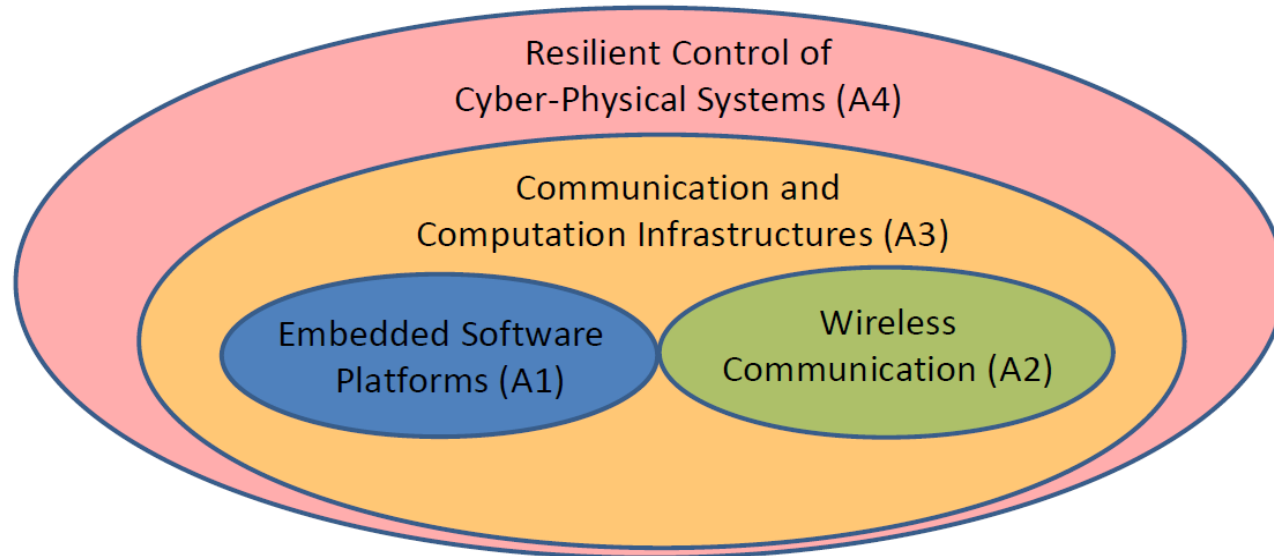 Resilient Control of
Cyber-Physical Systems (A4)
Communication and
Computation Infrastructures (A3)
Embedded Software
Platforms (A1)
Wireless
Communication (A2)